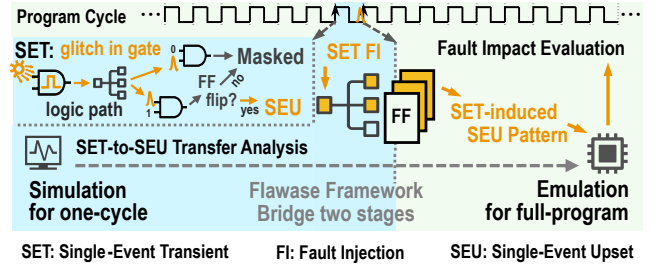 Program Cycle
SET: glitch in gate
0
Masked
SET FI
Fault Impact Evaluation
logic path
1
FF
flip?
no
yes
SEU
FF
SET-induced
SEU Pattern
SET-to-SEU Transfer Analysis
Simulation
for one-cycle
Flawase Framework
Bridge two stages
Emulation
for full-program
SET: Single-Event Transient
FI: Fault Injection
SEU: Single-Event Upset